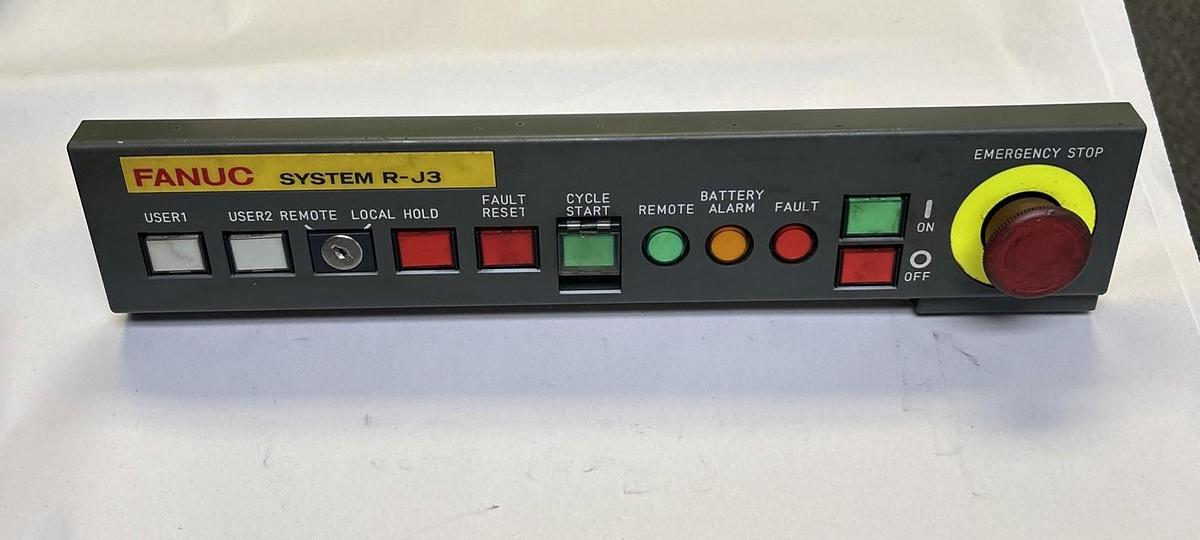 FANUC SYSTEM R-J3
USER1
USER2
REMOTE LOCAL
HOLD
FAULT
RESET
CYCLE
START
REMOTE
BATTERY
ALARM
FAULT
ON
OFF
EMERGENCY STOP